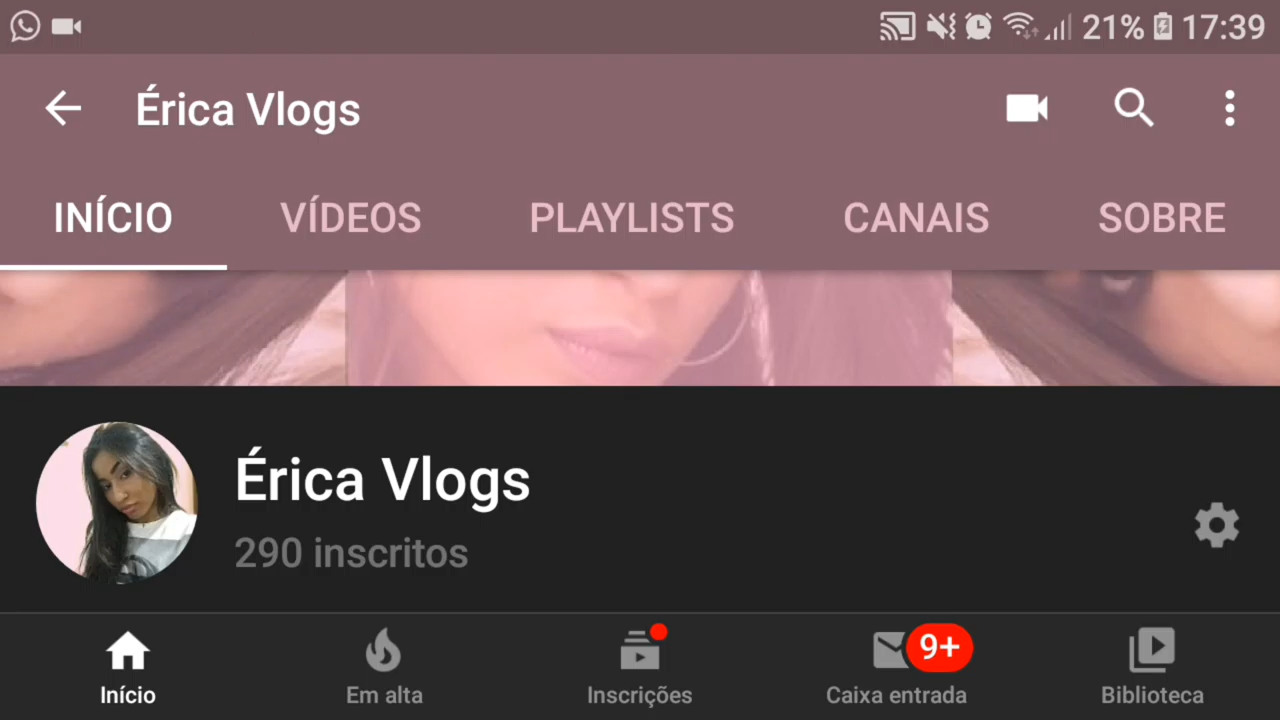 21% 17:39
Érica Vlogs
INÍCIO VÍDEOS PLAYLISTS CANAIS SOBRE
Érica Vlogs
290 inscritos
9+
Início Em alta Inscrições Caixa entrada Biblioteca